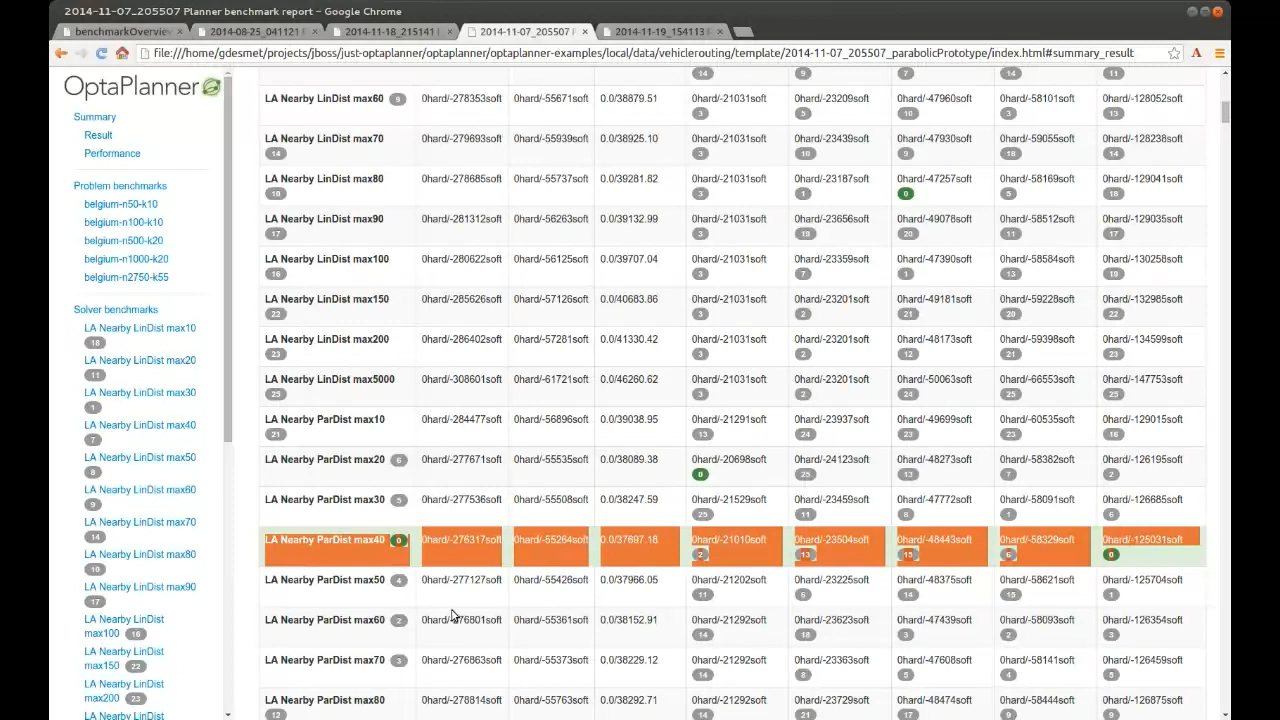 2014-11-07_205507 Planner benchmark report - Google Chrome
benchmarkOvervie 2014-08-25_041121 2014-11-18_215141 2014-11-07_205507 2014-11-19_154113
file:///home/gdesmet/projects/jboss/just-optaplanner/optaplanner/optaplanner-examples/local/data/vehiclerouting/template/2014-11-07_205507_parabolicPrototype/index.html#summary_result
OptaPlanner
Summary
Result
Performance
Problem benchmarks
belgium-n50-k10
belgium-n100-k10
belgium-n500-k20
belgium-n1000-k20
belgium-n2750-k55
Solver benchmarks
LA Nearby LinDist max10
18
LA Nearby LinDist max20
11
LA Nearby LinDist max30
1
LA Nearby LinDist max40
7
LA Nearby LinDist max50
8
LA Nearby LinDist max60
9
LA Nearby LinDist max70
14
LA Nearby LinDist max80
10
LA Nearby LinDist max90
17
LA Nearby LinDist
max100 16
LA Nearby LinDist
max150 22
LA Nearby LinDist
max200 23
LA Nearby LinDist
14 9 7 14 11
LA Nearby LinDist max60 9 0hard/-278353soft 0hard/-55671soft 0.0/38879.51 0hard/-21031soft 0hard/-23209soft 0hard/-47960soft 0hard/-58101soft 0hard/-128052soft
3 5 10 3 13
LA Nearby LinDist max70 0hard/-279693soft 0hard/-55939soft 0.0/38925.10 0hard/-21031soft 0hard/-23439soft 0hard/-47930soft 0hard/-59055soft 0hard/-128238soft
14 3 10 9 18 14
LA Nearby LinDist max80 0hard/-278685soft 0hard/-55737soft 0.0/39281.82 0hard/-21031soft 0hard/-23187soft 0hard/-47257soft 0hard/-58169soft 0hard/-129041soft
10 3 1 0 5 18
LA Nearby LinDist max90 0hard/-281312soft 0hard/-56263soft 0.0/39132.99 0hard/-21031soft 0hard/-23656soft 0hard/-49078soft 0hard/-58512soft 0hard/-129035soft
17 3 19 20 11 17
LA Nearby LinDist max100 0hard/-280622soft 0hard/-56125soft 0.0/39707.04 0hard/-21031soft 0hard/-23359soft 0hard/-47390soft 0hard/-58584soft 0hard/-130258soft
16 3 7 1 13 19
LA Nearby LinDist max150 0hard/-285626soft 0hard/-57126soft 0.0/40683.86 0hard/-21031soft 0hard/-23201soft 0hard/-49181soft 0hard/-59228soft 0hard/-132985soft
22 3 2 21 20 22
LA Nearby LinDist max200 0hard/-286402soft 0hard/-57281soft 0.0/41330.42 0hard/-21031soft 0hard/-23201soft 0hard/-48173soft 0hard/-59398soft 0hard/-134599soft
23 3 2 12 21 23
LA Nearby LinDist max5000 0hard/-308601soft 0hard/-61721soft 0.0/46260.62 0hard/-21031soft 0hard/-23201soft 0hard/-50063soft 0hard/-66553soft 0hard/-147753soft
25 3 2 24 25 25
LA Nearby ParDist max10 0hard/-284477soft 0hard/-56896soft 0.0/39038.95 0hard/-21291soft 0hard/-23937soft 0hard/-49699soft 0hard/-60535soft 0hard/-129015soft
21 13 24 23 23 16
LA Nearby ParDist max20 6 0hard/-277671soft 0hard/-55535soft 0.0/38089.38 0hard/-20698soft 0hard/-24123soft 0hard/-48273soft 0hard/-58382soft 0hard/-126195soft
0 25 13 7 2
LA Nearby ParDist max30 5 0hard/-277536soft 0hard/-55508soft 0.0/38247.59 0hard/-21529soft 0hard/-23459soft 0hard/-47772soft 0hard/-58091soft 0hard/-126685soft
25 11 8 1 6
LA Nearby ParDist max40 0 0hard/-276317soft 0hard/-55264soft 0.0/37697.18 0hard/-21010soft 0hard/-23504soft 0hard/-48443soft 0hard/-58329soft 0hard/-125031soft
2 13 6 0
LA Nearby ParDist max50 4 0hard/-277127soft 0hard/-55426soft 0.0/37966.05 0hard/-21202soft 0hard/-23225soft 0hard/-48375soft 0hard/-58621soft 0hard/-125704soft
11 6 14 15 1
LA Nearby ParDist max60 2 0hard/-276801soft 0hard/-55361soft 0.0/38152.91 0hard/-21292soft 0hard/-23623soft 0hard/-47439soft 0hard/-58093soft 0hard/-126354soft
14 18 3 2 3
LA Nearby ParDist max70 3 0hard/-276863soft 0hard/-55373soft 0.0/38229.12 0hard/-21292soft 0hard/-23363soft 0hard/-47608soft 0hard/-58141soft 0hard/-126459soft
14 8 5 4 5
LA Nearby ParDist max80 0hard/-278814soft 0hard/-55763soft 0.0/38292.71 0hard/-21292soft 0hard/-23729soft 0hard/-48474soft 0hard/-58444soft 0hard/-126875soft
12 14 21 17 9 9